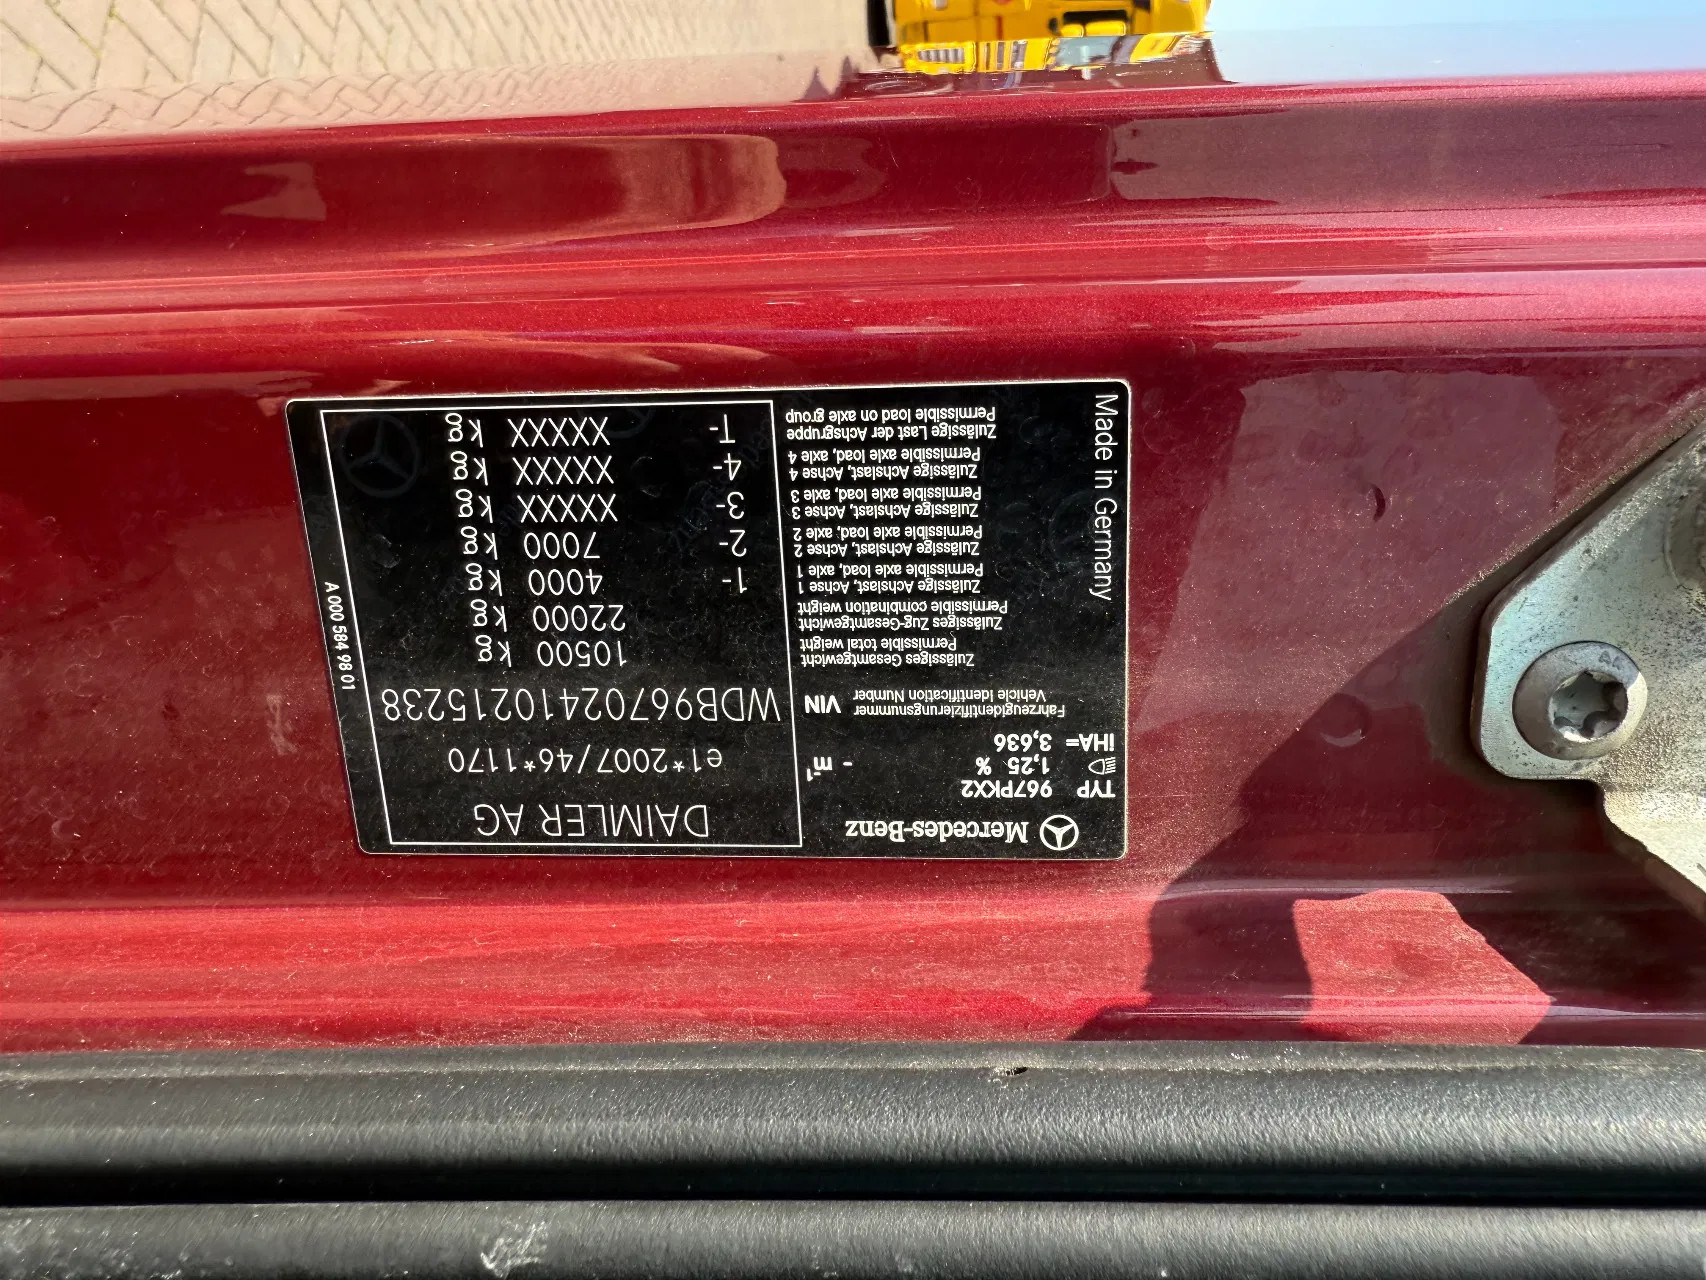 Mercedes-Benz
TYP 967PKX2
1,25 % - m⁻¹
iHA= 3,636
DAIMLER AG
e1*2007/46*1170
Fahrzeugidentifizierungsnummer
Vehicle Identification Number VIN
WDB9670241O215238
Zulässiges Gesamtgewicht
Permissible total weight
10500 kg
Zulässiges Zug-Gesamtgewicht
Permissible combination weight
22000 kg
Zulässige Achslast, Achse 1
Permissible axle load, axle 1
1- 4000 kg
Zulässige Achslast, Achse 2
Permissible axle load, axle 2
2- 7000 kg
Zulässige Achslast, Achse 3
Permissible axle load, axle 3
3- XXXXX kg
Zulässige Achslast, Achse 4
Permissible axle load, axle 4
4- XXXXX kg
Zulässige Last der Achsgruppe
Permissible load on axle group
T- XXXXX kg
Made in Germany
A 000 584 98 01